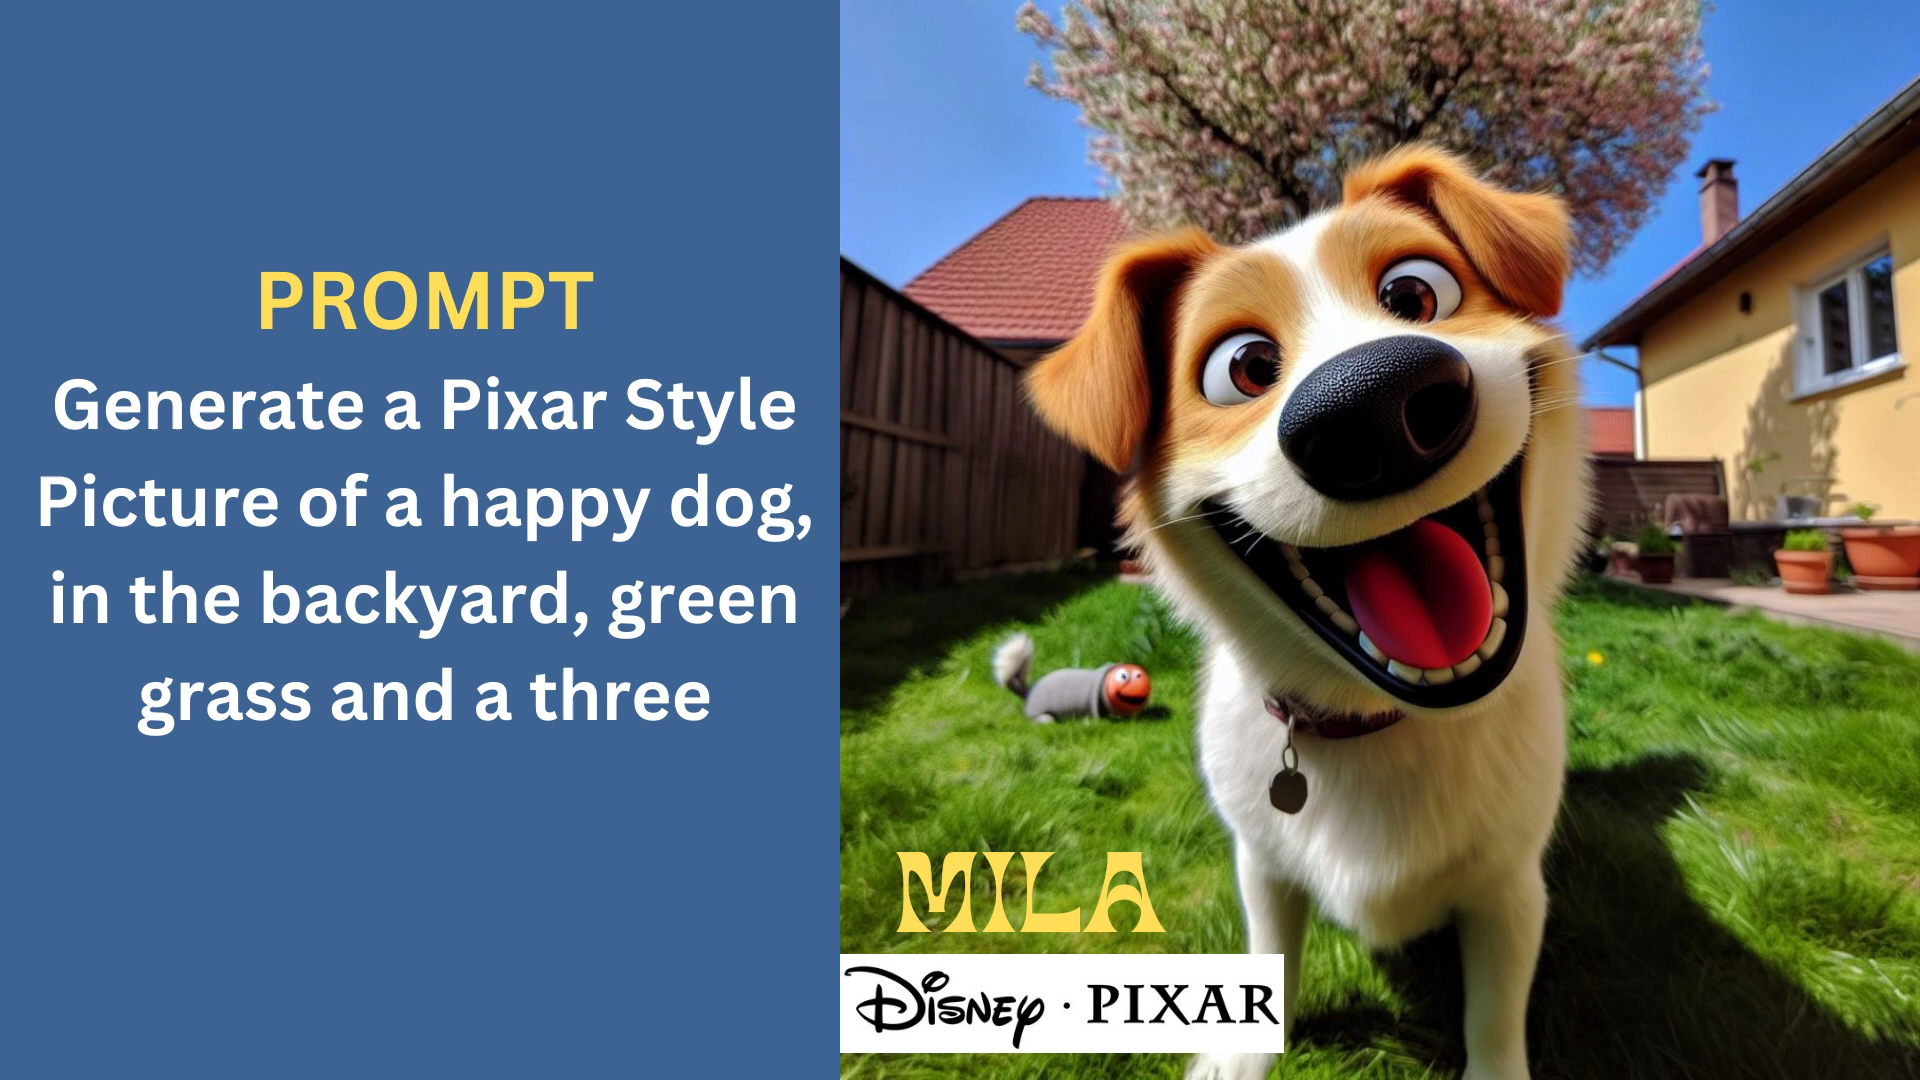 PROMPT
Generate a Pixar Style
Picture of a happy dog,
in the backyard, green
grass and a three
MILA
DISNEY · PIXAR